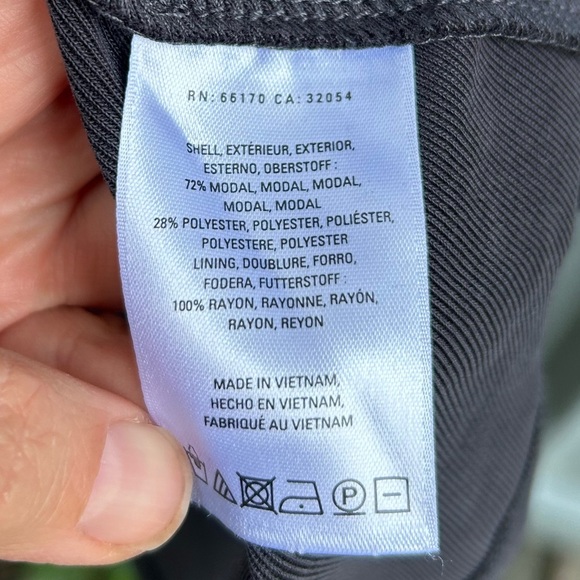 RN: 66170 CA: 32054
SHELL, EXTÉRIEUR, EXTERIOR,
ESTERNO, OBERSTOFF :
72% MODAL, MODAL, MODAL,
MODAL, MODAL
28% POLYESTER, POLYESTER, POLIÉSTER,
POLYESTERE, POLYESTER
LINING, DOUBLURE, FORRO,
FODERA, FUTTERSTOFF :
100% RAYON, RAYONNE, RAYÓN,
RAYON, REYON
MADE IN VIETNAM,
HECHO EN VIETNAM,
FABRIQUÉ AU VIETNAM
P